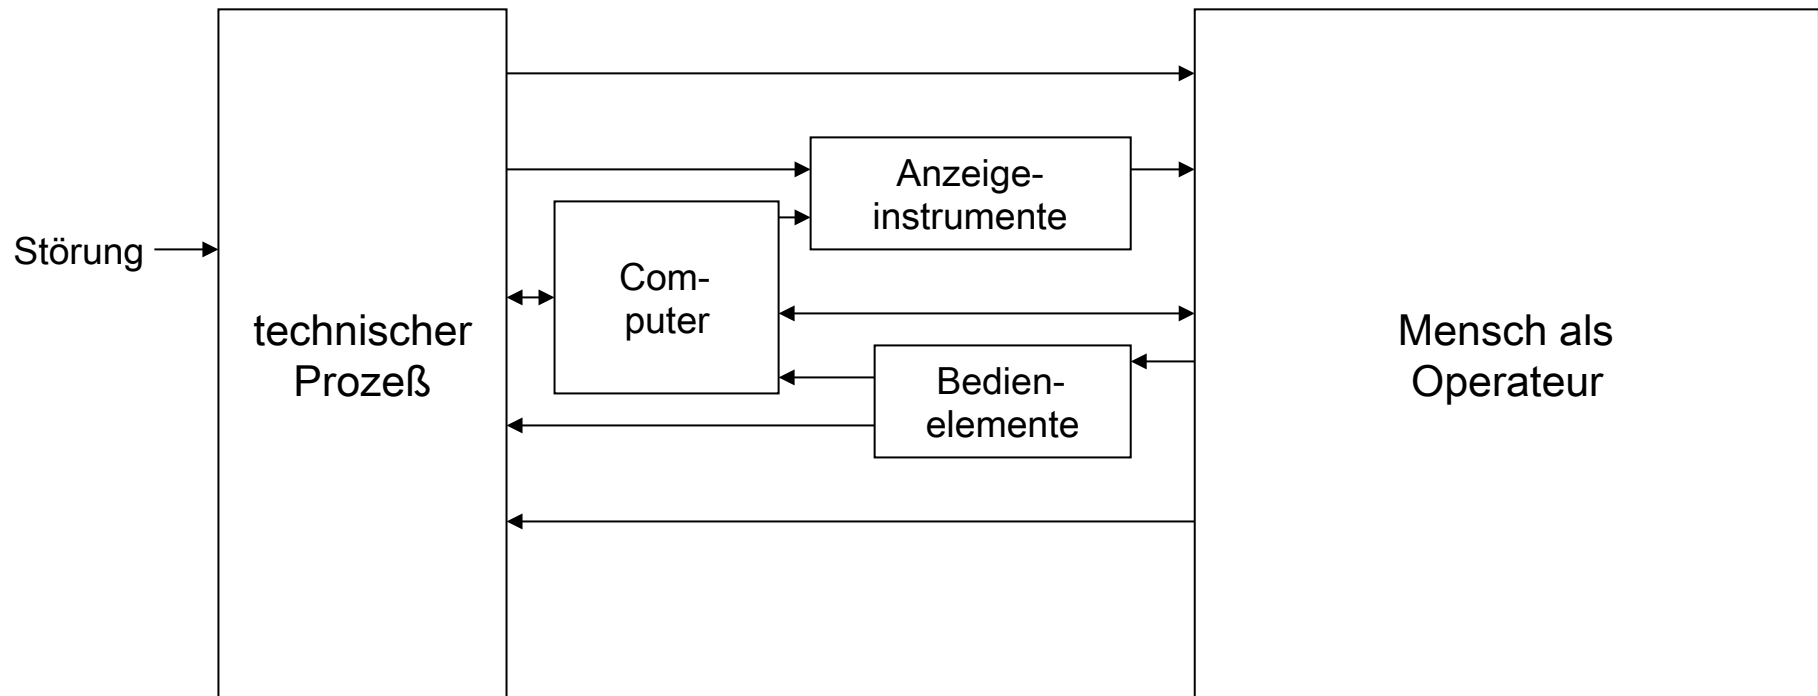 Störung
technischer
Prozeß
Com-
puter
Anzeige-
instrumente
Bedien-
elemente
Mensch als
Operateur